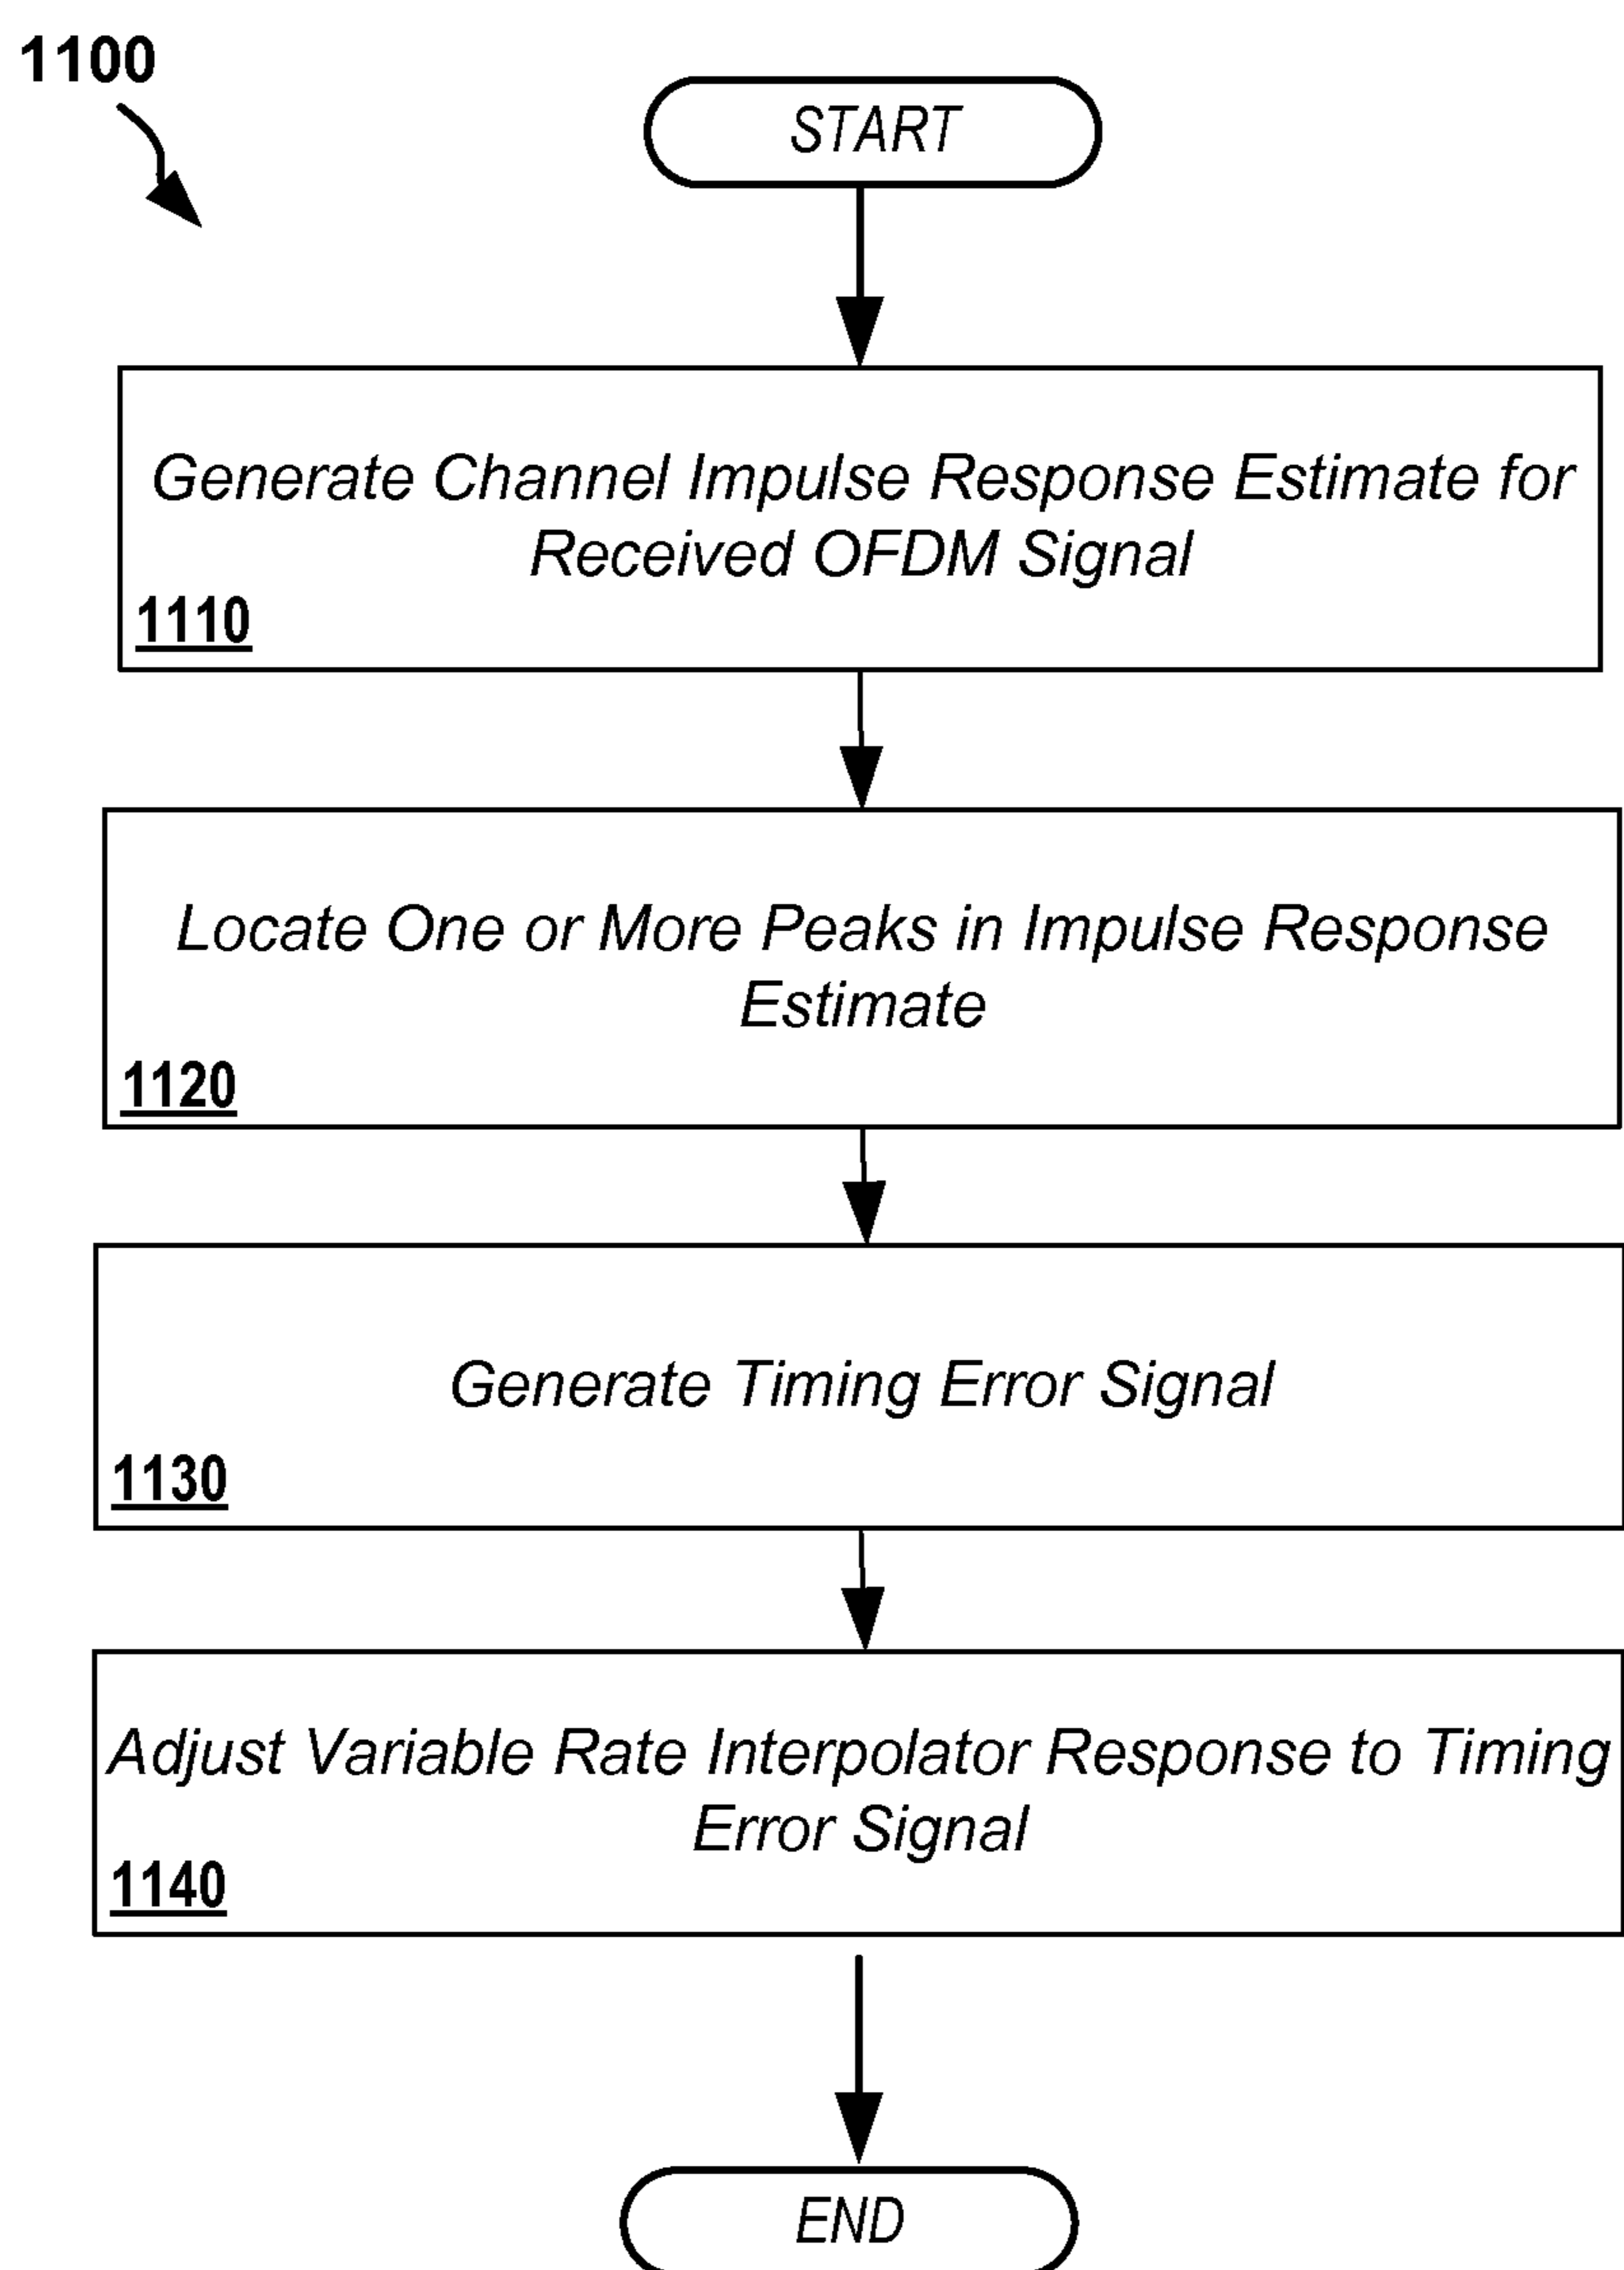 1100
START
Generate Channel Impulse Response Estimate for
Received OFDM Signal
1110
Locate One or More Peaks in Impulse Response
Estimate
1120
Generate Timing Error Signal
1130
Adjust Variable Rate Interpolator Response to Timing
Error Signal
1140
END